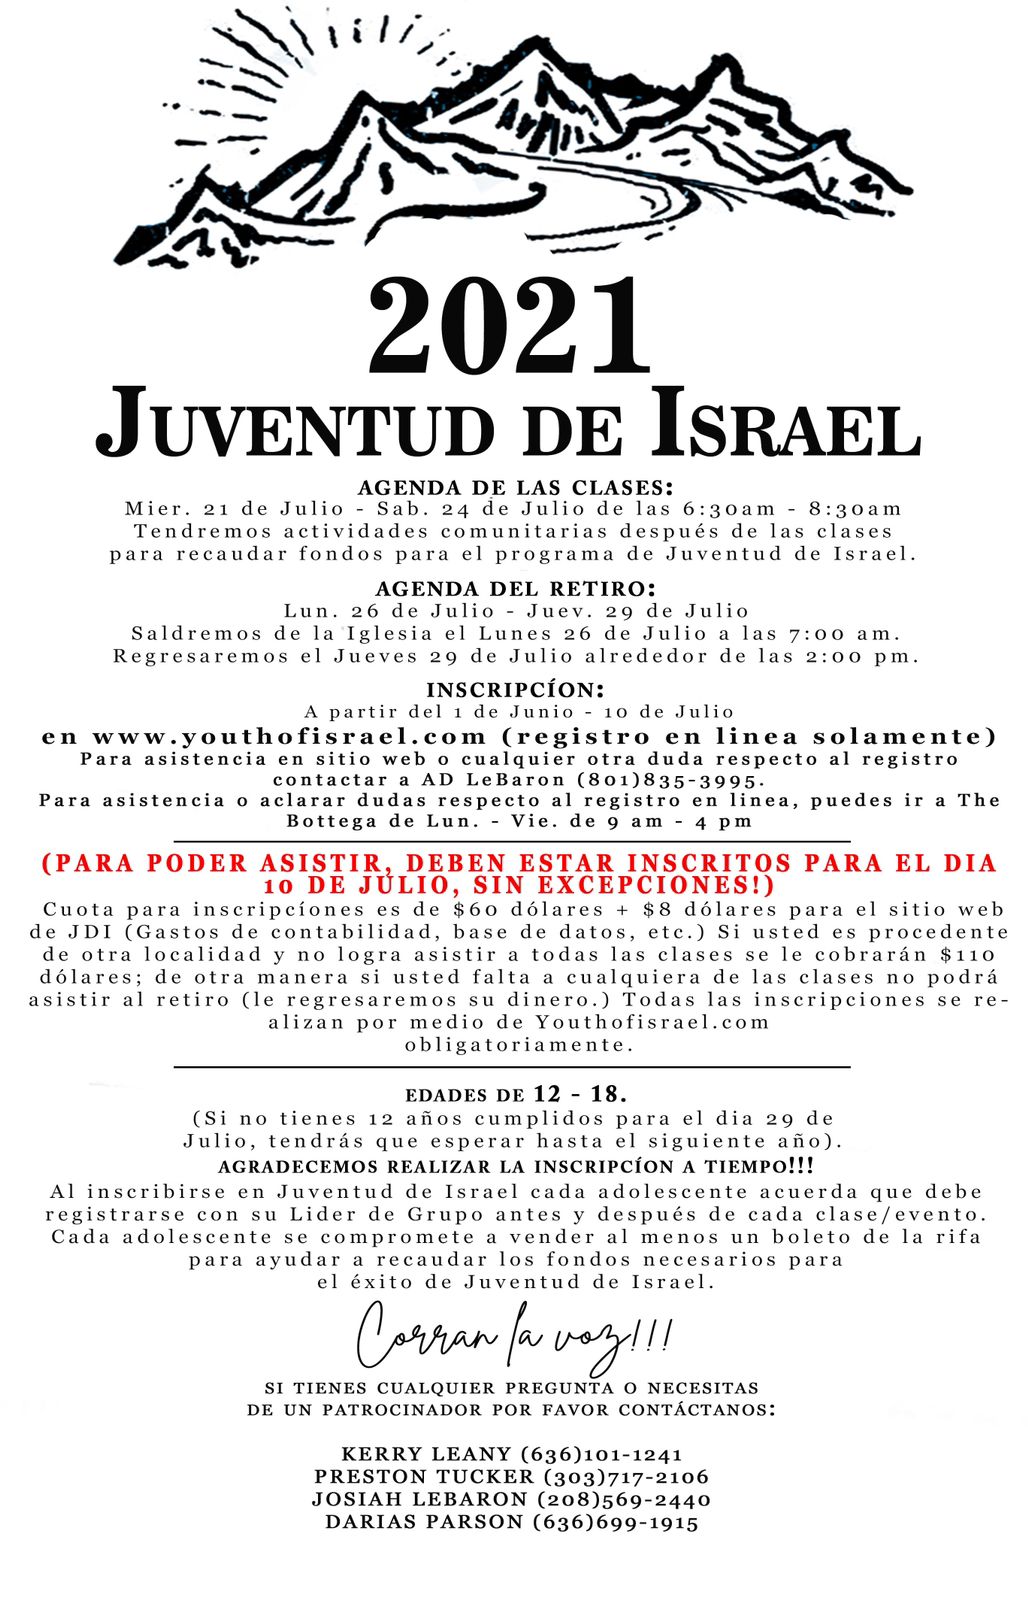 2021
JUVENTUD DE ISRAEL
AGENDA DE LAS CLASES:
Mier. 21 de Julio - Sab. 24 de Julio de las 6:30am - 8:30am
Tendremos actividades comunitarias después de las clases
para recaudar fondos para el programa de Juventud de Israel.
AGENDA DEL RETIRO:
Lun. 26 de Julio - Juev. 29 de Julio
Saldremos de la Iglesia el Lunes 26 de Julio a las 7:00 am.
Regresaremos el Jueves 29 de Julio alrededor de las 2:00 pm.
INSCRIPCÍON:
A partir del 1 de Junio - 10 de Julio
en www.youthofisrael.com (registro en linea solamente)
Para asistencia en sitio web o cualquier otra duda respecto al registro
contactar a AD LeBaron (801)835-3995.
Para asistencia o aclarar dudas respecto al registro en linea, puedes ir a The
Bottega de Lun. - Vie. de 9 am - 4 pm
(PARA PODER ASISTIR, DEBEN ESTAR INSCRITOS PARA EL DIA
10 DE JULIO, SIN EXCEPCIONES!)
Cuota para inscripcíones es de $60 dólares + $8 dólares para el sitio web
de JDI (Gastos de contabilidad, base de datos, etc.) Si usted es procedente
de otra localidad y no logra asistir a todas las clases se le cobrarán $110
dólares; de otra manera si usted falta a cualquiera de las clases no podrá
asistir al retiro (le regresaremos su dinero.) Todas las inscripciones se re-
alizan por medio de Youthofisrael.com
obligatoriamente.
EDADES DE 12 - 18.
(Si no tienes 12 años cumplidos para el dia 29 de
Julio, tendrás que esperar hasta el siguiente año).
AGRADECEMOS REALIZAR LA INSCRIPCÍON A TIEMPO!!!
Al inscribirse en Juventud de Israel cada adolescente acuerda que debe
registrarse con su Lider de Grupo antes y después de cada clase/evento.
Cada adolescente se compromete a vender al menos un boleto de la rifa
para ayudar a recaudar los fondos necesarios para
el éxito de Juventud de Israel.
Corran la voz!!!
SI TIENES CUALQUIER PREGUNTA O NECESITAS
DE UN PATROCINADOR POR FAVOR CONTÁCTANOS:
KERRY LEANY (636)101-1241
PRESTON TUCKER (303)717-2106
JOSIAH LEBARON (208)569-2440
DARIAS PARSON (636)699-1915